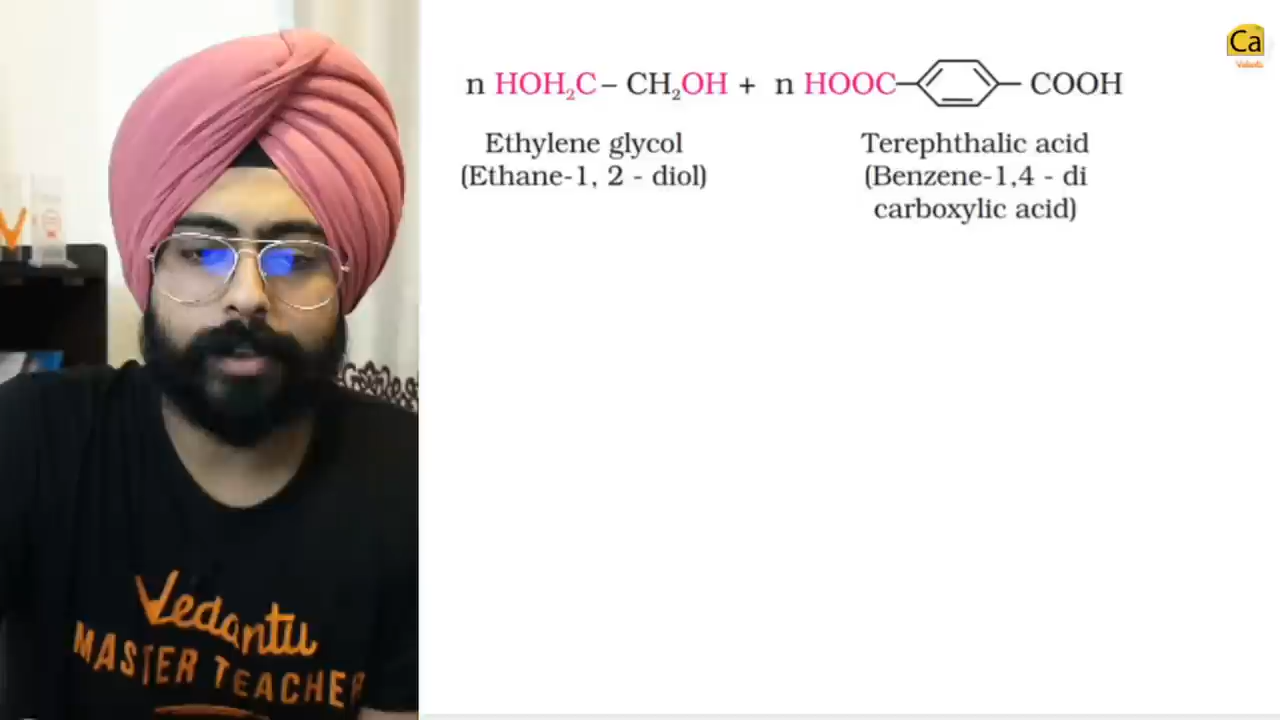 n HOH₂C – CH₂OH + n HOOC– –COOH
Ethylene glycol
(Ethane-1, 2 - diol)
Terephthalic acid
(Benzene-1,4 - di
carboxylic acid)
Ca
Vedantu
Vedantu
MASTER TEACHER